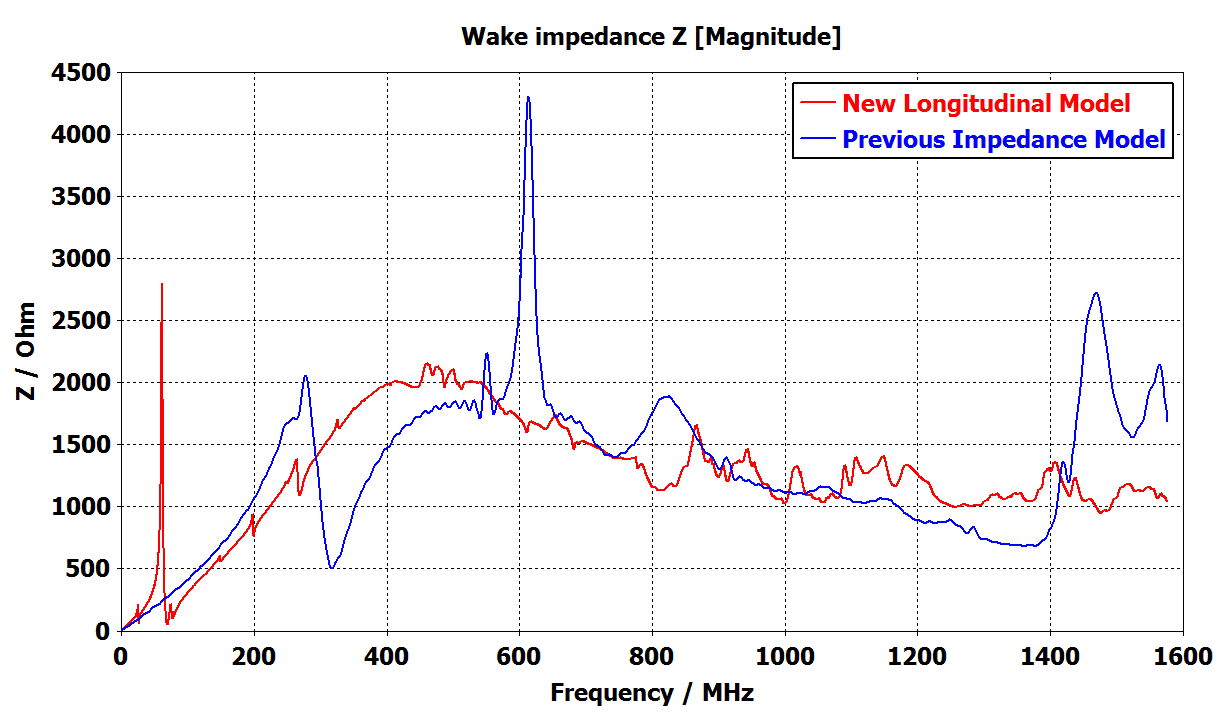 Wake impedance Z [Magnitude]
New Longitudinal Model
Previous Impedance Model
4500
4000
3500
3000
2500
2000
1500
1000
500
0
Z / Ohm
0 200 400 600 800 1000 1200 1400 1600
Frequency / MHz